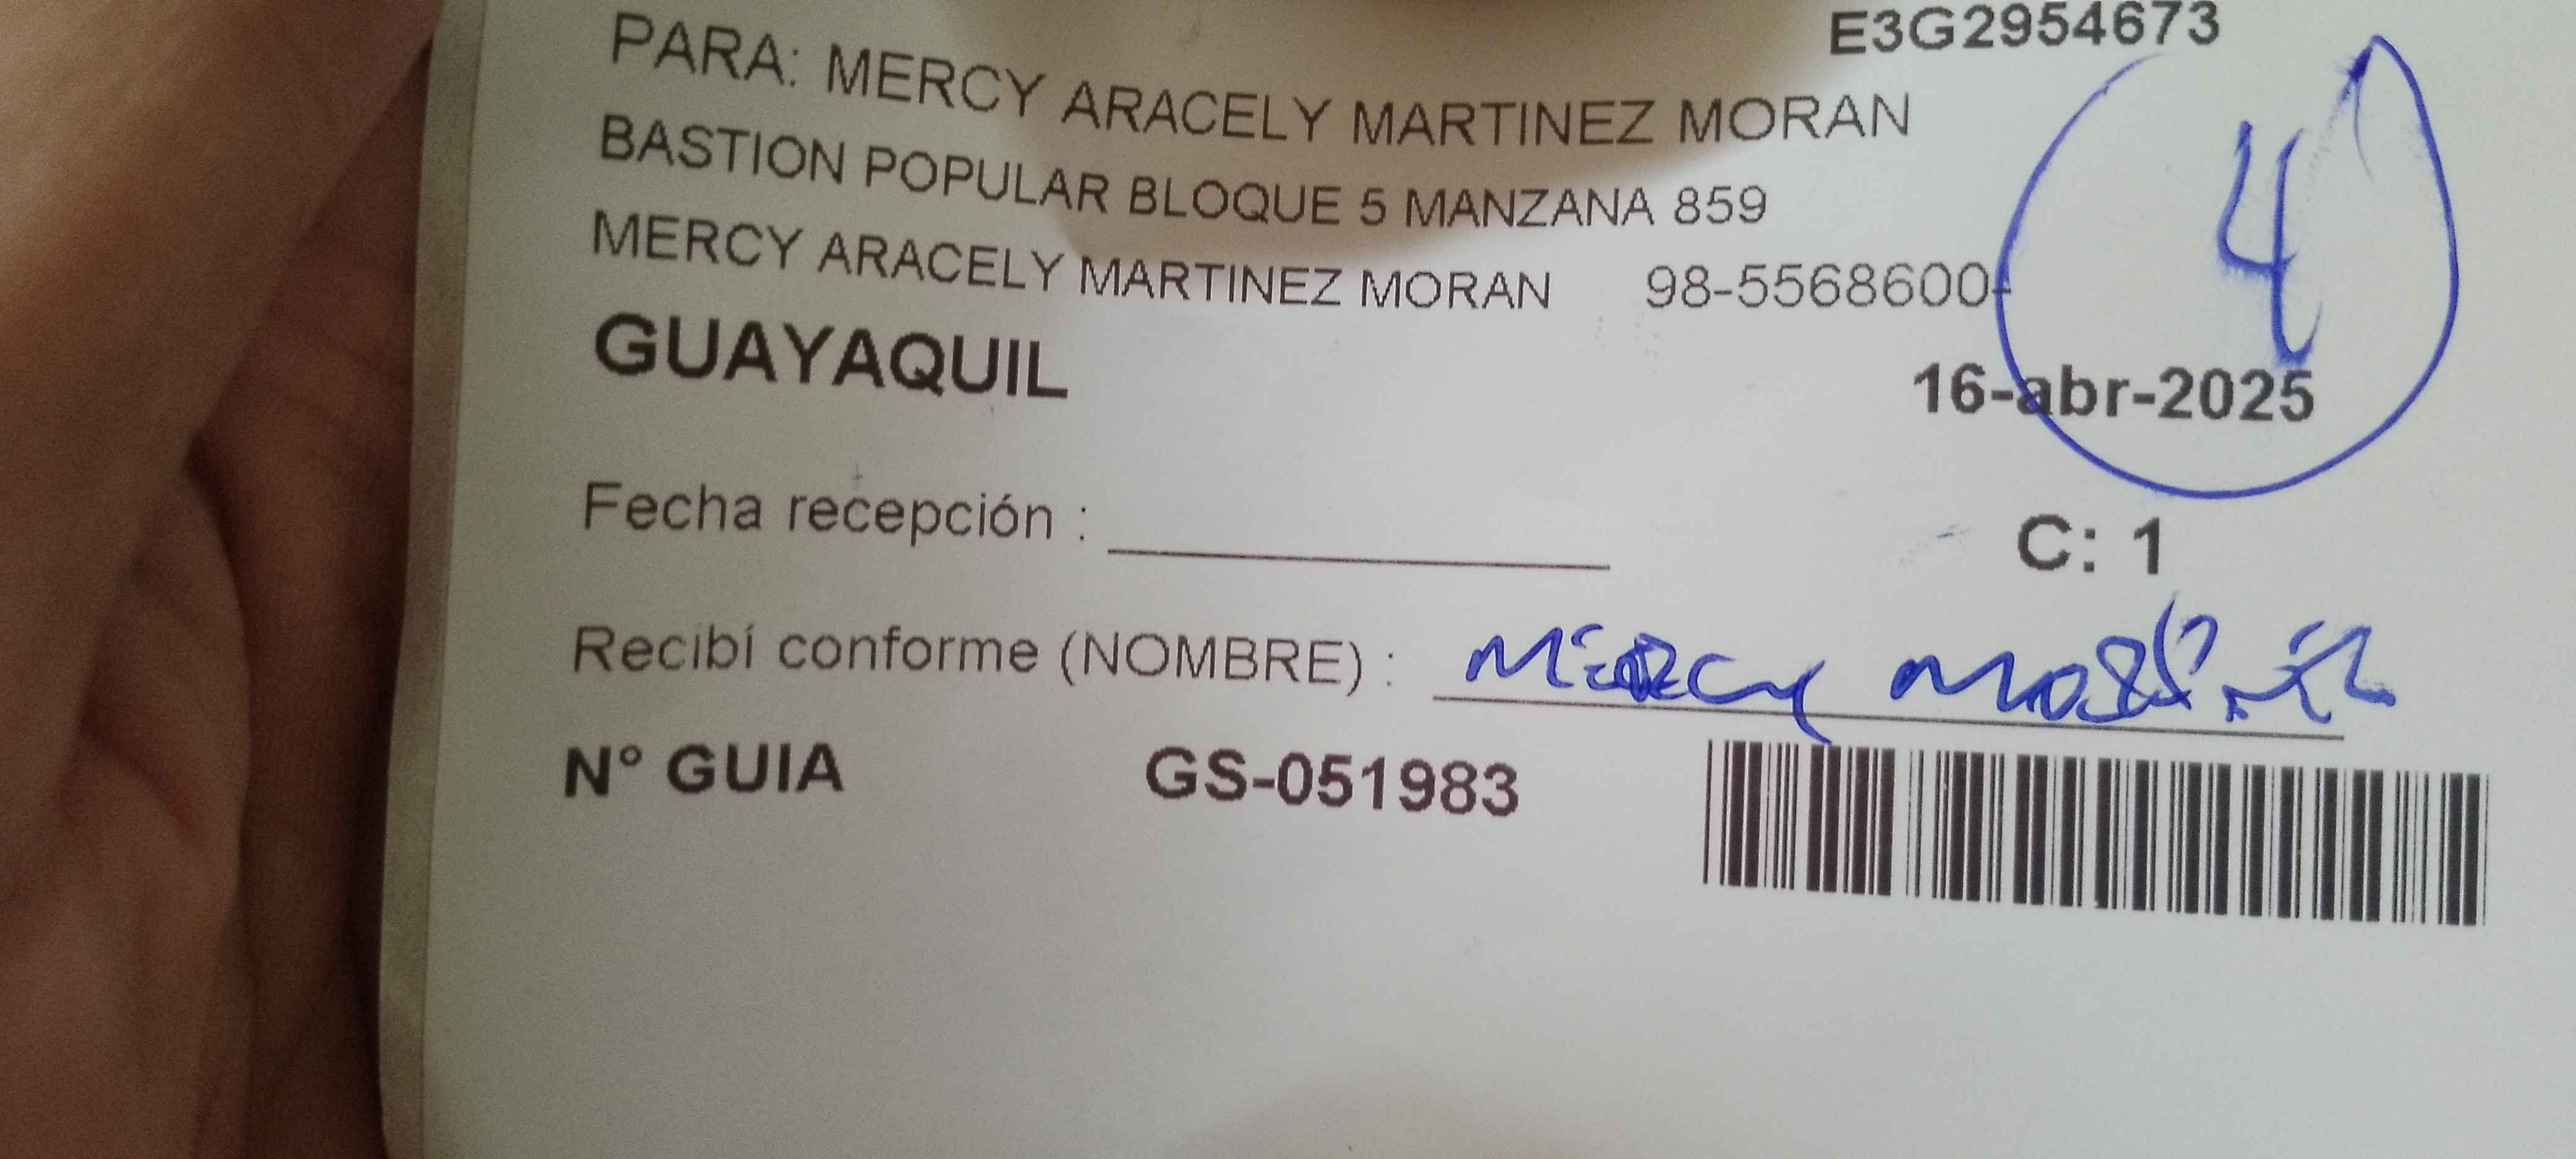 E3G2954673
PARA: MERCY ARACELY MARTINEZ MORAN
BASTION POPULAR BLOQUE 5 MANZANA 859
MERCY ARACELY MARTINEZ MORAN 98-5568600-
4
GUAYAQUIL
16-abr-2025
Fecha recepción :
C: 1
Recibí conforme (NOMBRE) : MERCY
N° GUIA GS-051983